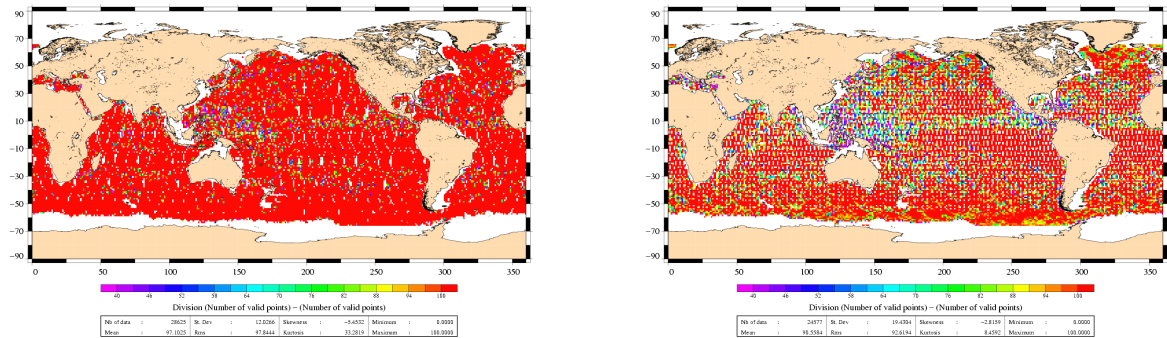 90
70
50
30
10
−10
−30
−50
−70
−90
0 50 100 150 200 250 300 350
40 46 52 58 64 70 76 82 88 94 100
Division (Number of valid points) − (Number of valid points)
Nb of data : 28625 St. Dev : 12.0266 Skewness : −5.4532 Minimum : 0.0000
Mean : 97.1025 Rms : 97.8444 Kurtosis : 33.2819 Maximum : 100.0000
90
70
50
30
10
−10
−30
−50
−70
−90
0 50 100 150 200 250 300 350
40 46 52 58 64 70 76 82 88 94 100
Division (Number of valid points) − (Number of valid points)
Nb of data : 24577 St. Dev : 19.4304 Skewness : −2.8159 Minimum : 0.0000
Mean : 90.5584 Rms : 92.6194 Kurtosis : 8.4592 Maximum : 100.0000